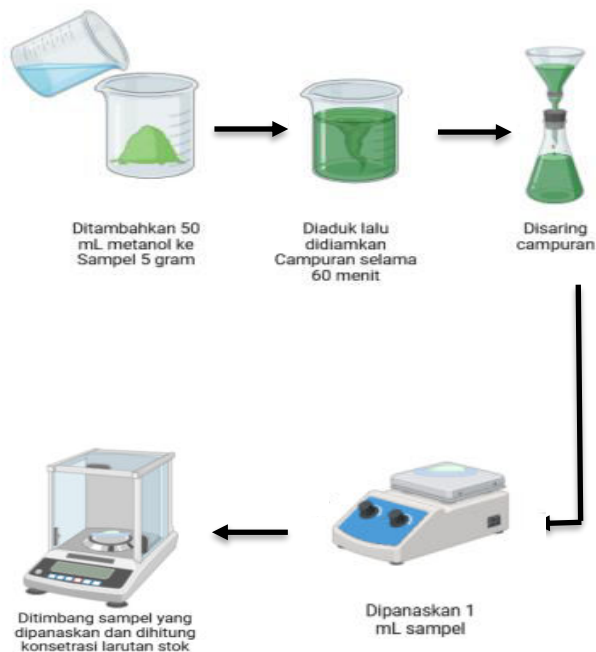 Ditambahkan 50
mL metanol ke
Sampel 5 gram
Diaduk lalu
didiamkan
Campuran selama
60 menit
Disaring
campuran
Dipanaskan 1
mL sampel
Ditimbang sampel yang
dipanaskan dan dihitung
konsetrasi larutan stok